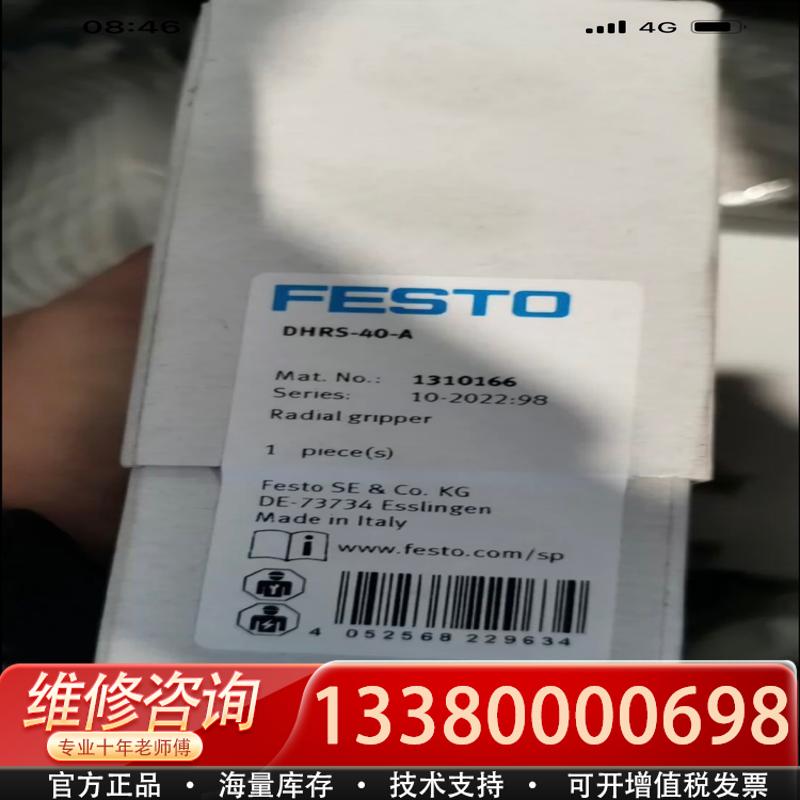 08:46 4G
FESTO
DHRS-40-A
Mat. No.: 1310166
Series: 10-2022:98
Radial gripper
1 piece(s)
Festo SE & Co. KG
DE-73734 Esslingen
Made in Italy
i www.festo.com/sp
4 052568 229634
维修咨询 13380000698
专业十年老师傅
官方正品 • 海量库存 • 技术支持 • 可开增值税发票